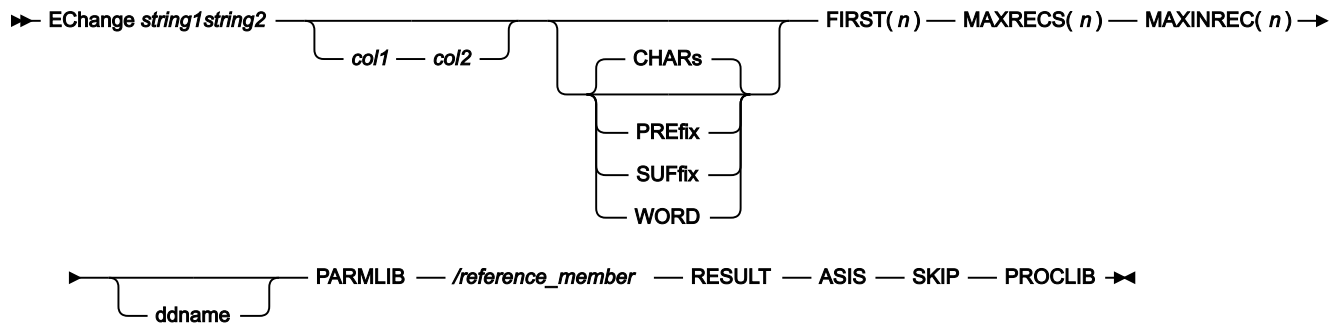 EChange string1string2 FIRST( n ) MAXRECS( n ) MAXINREC( n )
col1 col2
CHARs
PREfix
SUFfix
WORD
PARMLIB /reference_member RESULT ASIS SKIP PROCLIB
ddname